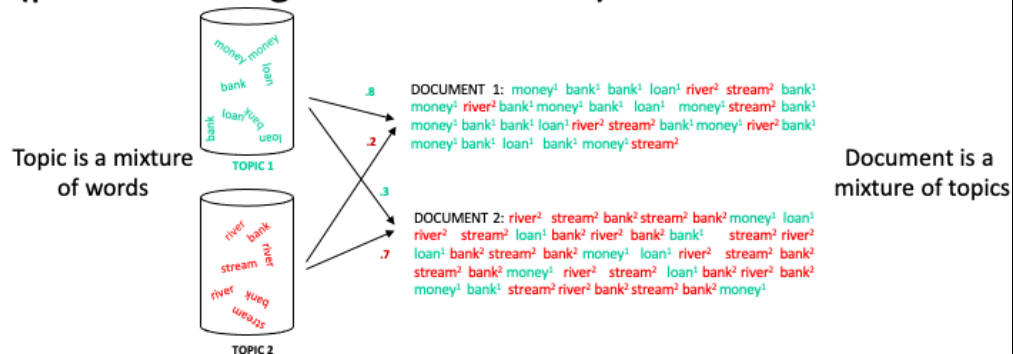 money money
loan
bank
loan bank
bank
loan
TOPIC 1
Topic is a mixture
of words
river bank
river
stream
river
bank
stream
TOPIC 2
.8
.2
.3
.7
DOCUMENT 1: money¹ bank¹ bank¹ loan¹ river² stream² bank¹
money¹ river² bank¹ money¹ bank¹ loan¹ money¹ stream² bank¹
money¹ bank¹ bank¹ loan¹ river² stream² bank¹ money¹ river² bank¹
money¹ bank¹ loan¹ bank¹ money¹ stream²
DOCUMENT 2: river² stream² bank² stream² bank² money¹ loan¹
river² stream² loan¹ bank² river² bank² bank¹ stream² river²
loan¹ bank² stream² bank² money¹ loan¹ river² stream² bank²
stream² bank² money¹ river² stream² loan¹ bank² river² bank²
money¹ bank¹ stream² river² bank² stream² bank² money¹
Document is a
mixture of topics